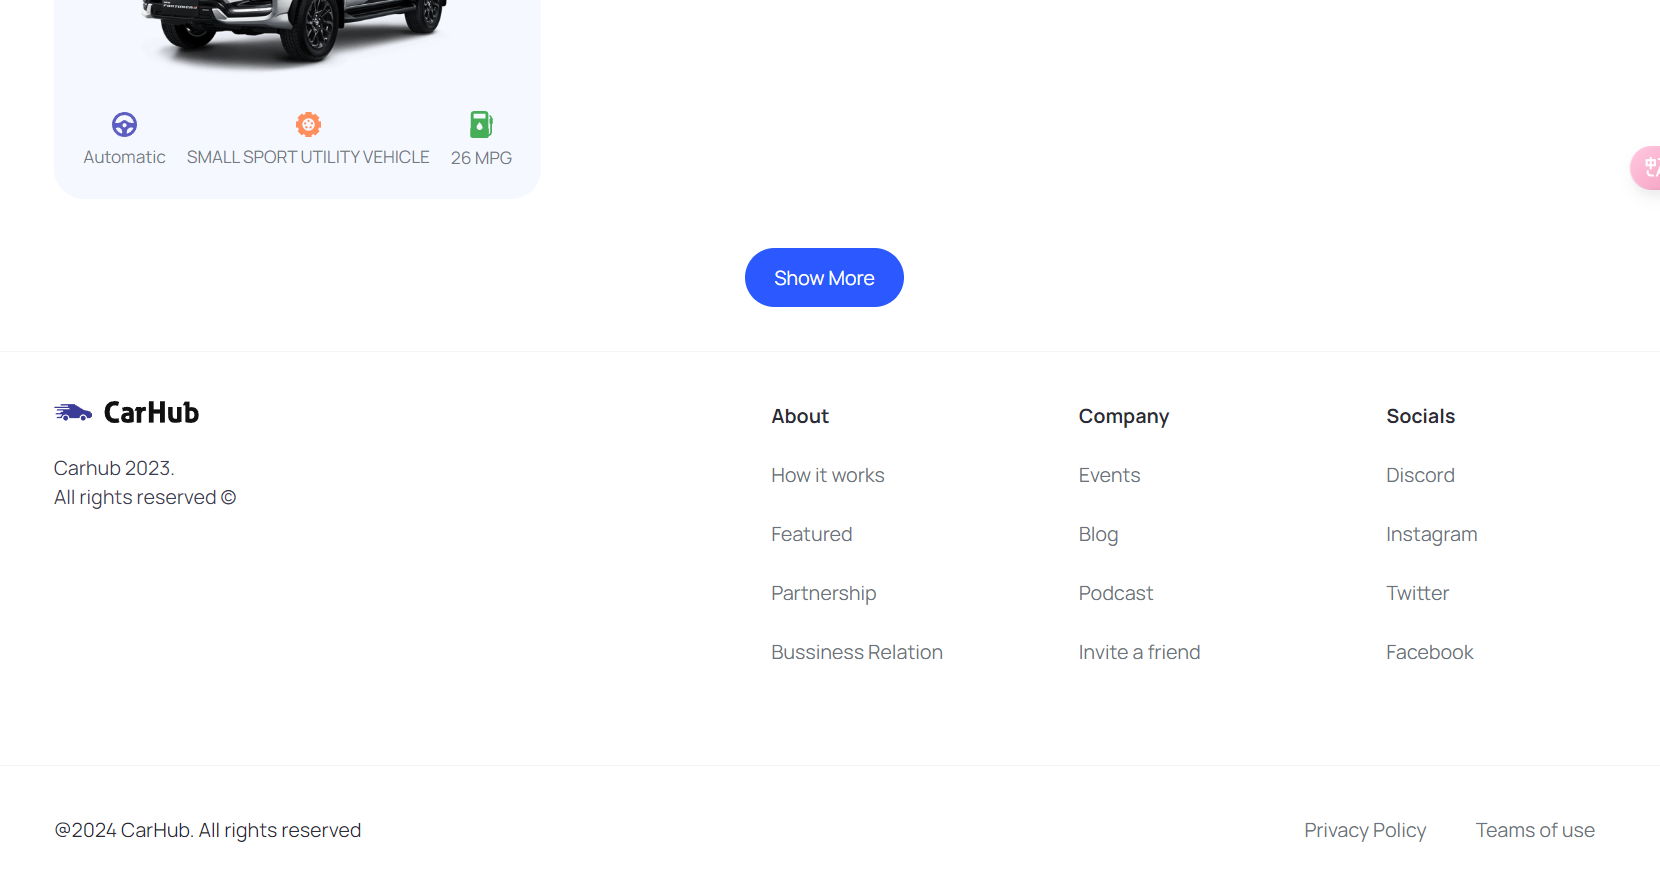 FORTUNER
Automatic
SMALL SPORT UTILITY VEHICLE
26 MPG
中
Show More
CarHub
Carhub 2023.
All rights reserved ©
About
How it works
Featured
Partnership
Bussiness Relation
Company
Events
Blog
Podcast
Invite a friend
Socials
Discord
Instagram
Twitter
Facebook
@2024 CarHub. All rights reserved
Privacy Policy
Teams of use